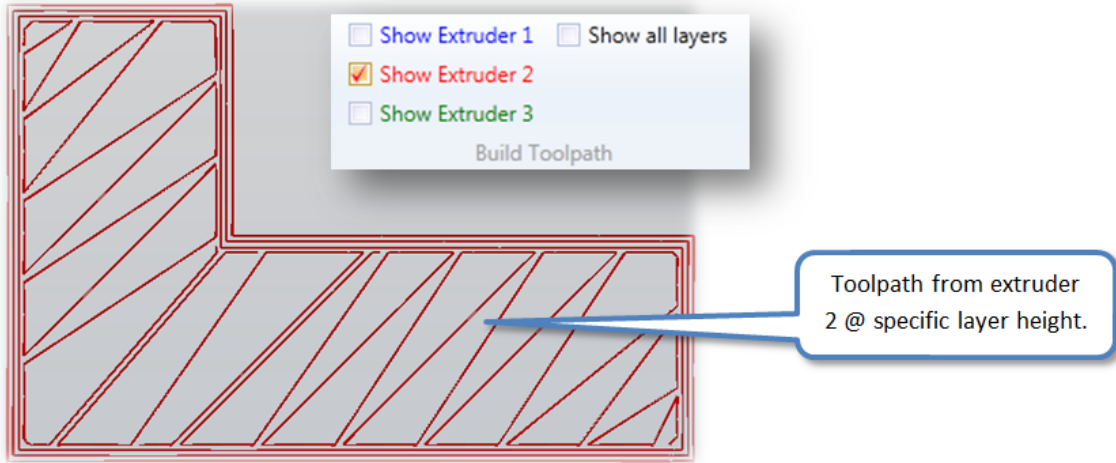 Show Extruder 1 Show all layers
Show Extruder 2
Show Extruder 3
Build Toolpath
Toolpath from extruder
2 @ specific layer height.